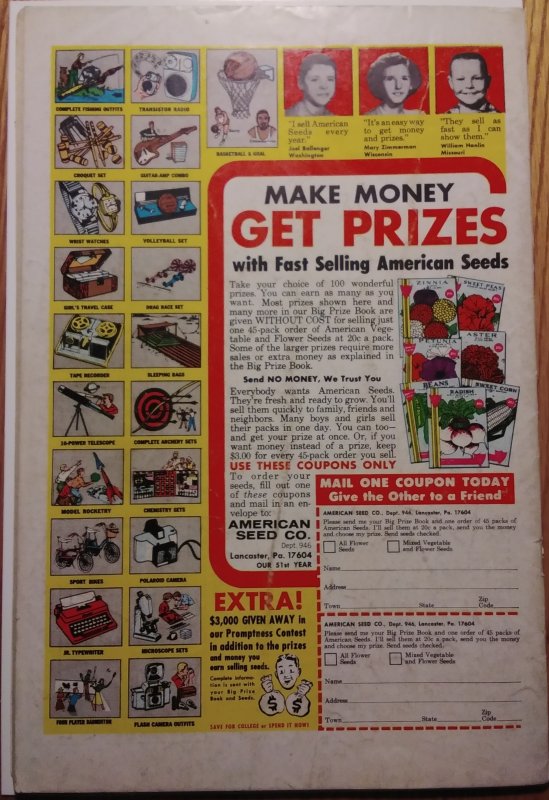 COMPLETE FISHING OUTFITS
TRANSISTOR RADIO
CROQUET SET
GUITAR-AMP COMBO
WRIST WATCHES
VOLLEYBALL SET
GIRL'S TRAVEL CASE
DRAG RACE SET
TAPE RECORDER
SLEEPING BAGS
10-POWER TELESCOPE
COMPLETE ARCHERY SETS
MODEL ROCKETRY
CHEMISTRY SETS
SPORT BIKES
POLAROID CAMERA
JR. TYPEWRITER
MICROSCOPE SETS
FOUR PLAYER BADMINTON
FLASH CAMERA OUTFITS
BASKETBALL & GOAL
"I sell American
Seeds every
year."
Joel Ballenger
Washington
"It's an easy way
to get money
and prizes."
Mary Zimmerman
Wisconsin
"They sell as
fast as I can
show them."
William Hanlin
Missouri
MAKE MONEY
GET PRIZES
with Fast Selling American Seeds
Take your choice of 100 wonderful
prizes. You can earn as many as you
want. Most prizes shown here and
many more in our Big Prize Book are
given WITHOUT COST for selling just
one 45-pack order of American Vege-
table and Flower Seeds at 20c a pack.
Some of the larger prizes require more
sales or extra money as explained in
the Big Prize Book.
Send NO MONEY, We Trust You
Everybody wants American Seeds.
They're fresh and ready to grow. You'll
sell them quickly to family, friends and
neighbors. Many boys and girls sell
their packs in one day. You can too—
and get your prize at once. Or, if you
want money instead of a prize, keep
$3.00 for every 45-pack order you sell.
USE THESE COUPONS ONLY
To order your
seeds, fill out one
of these coupons
and mail in an en-
velope to:
AMERICAN
SEED CO.
Dept. 946
Lancaster, Pa. 17604
OUR 51st YEAR
ZINNIA
SWEET PEAS
PETUNIA
ASTER
BEANS
RADISH
SWEET CORN
EXTRA!
$3,000 GIVEN AWAY in
our Promptness Contest
in addition to the prizes
and money you
earn selling seeds.
Complete informa-
tion is sent with
your Big Prize
Book and Seeds.
$ $
SAVE FOR COLLEGE or SPEND IT NOW!
MAIL ONE COUPON TODAY
Give the Other to a Friend
AMERICAN SEED CO., Dept. 946, Lancaster, Pa. 17604
Please send me your Big Prize Book and one order of 45 packs of
American Seeds. I'll sell them at 20c a pack, send you the money
and choose my prize. Send seeds checked.
All Flower
Seeds
Mixed Vegetable
and Flower Seeds
Name
Address
Town State Zip Code
AMERICAN SEED CO., Dept. 946, Lancaster, Pa. 17604
Please send me your Big Prize Book and one order of 45 packs of
American Seeds. I'll sell them at 20c a pack, send you the money
and choose my prize. Send seeds checked.
All Flower
Seeds
Mixed Vegetable
and Flower Seeds
Name
Address
Town State Zip Code